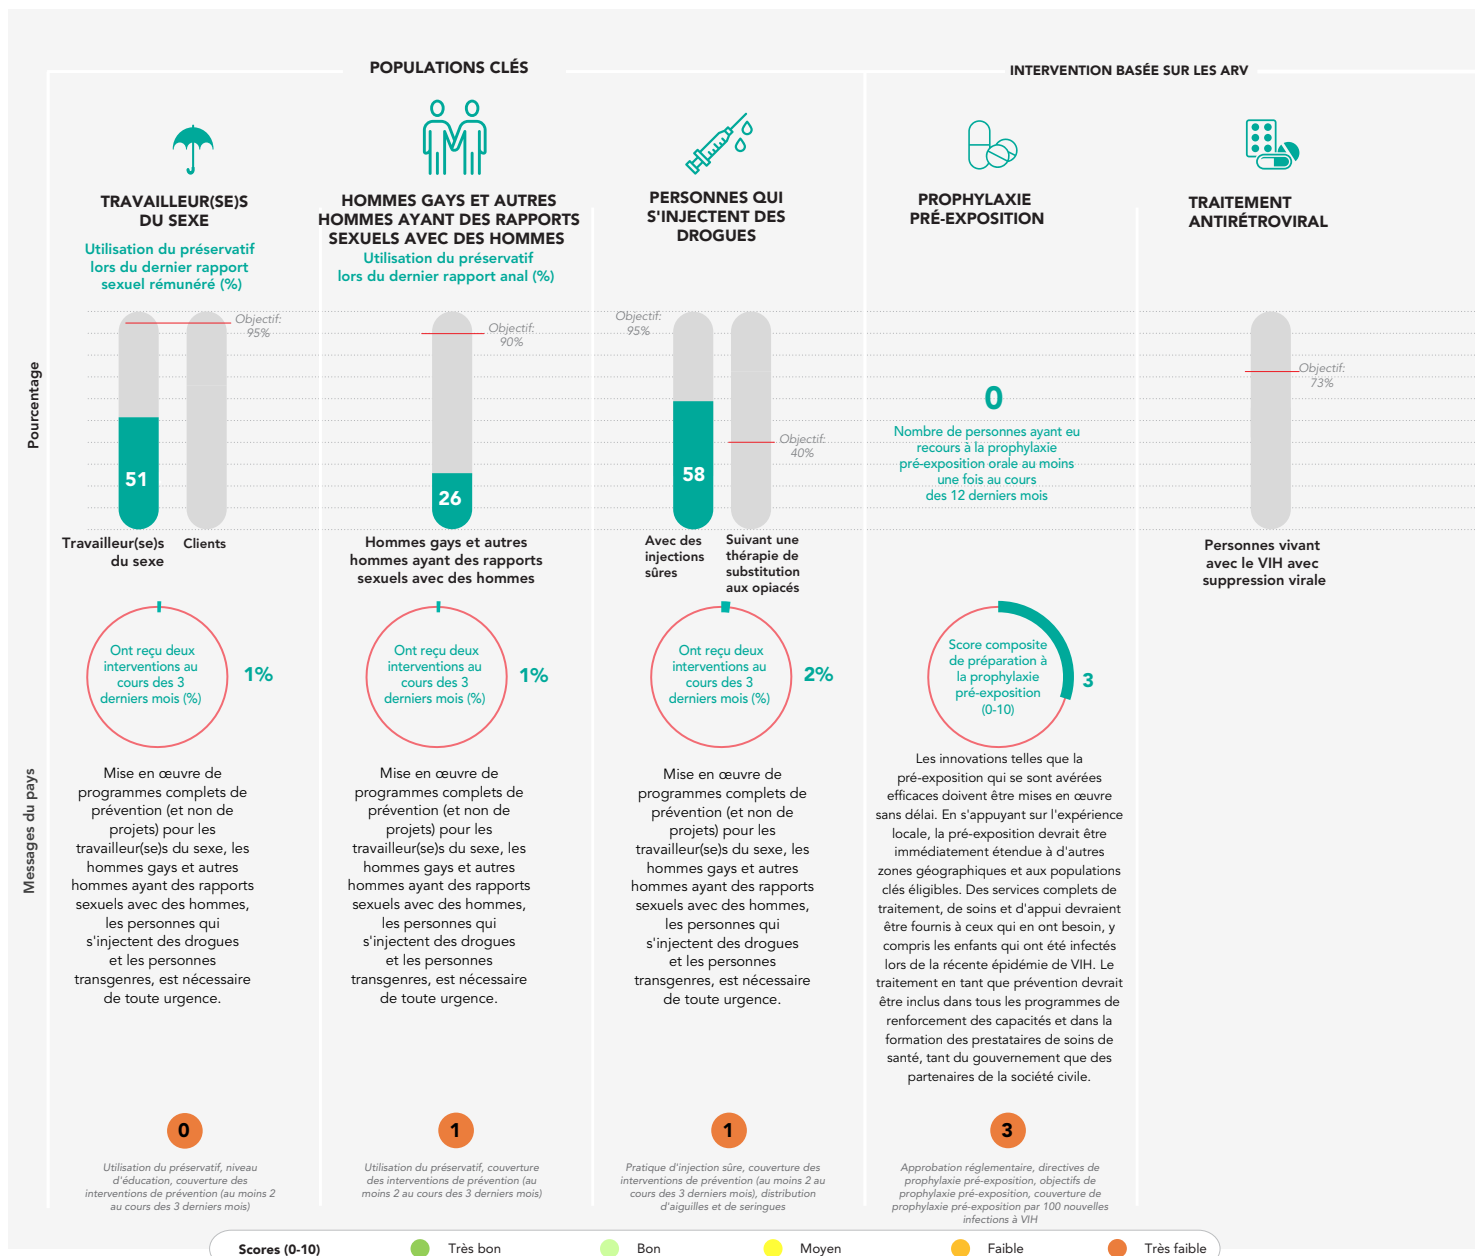 POPULATIONS CLÉS
INTERVENTION BASÉE SUR LES ARV
TRAVAILLEUR(SE)S
DU SEXE
Utilisation du préservatif
lors du dernier rapport
sexuel rémunéré (%)
HOMMES GAYS ET AUTRES
HOMMES AYANT DES RAPPORTS
SEXUELS AVEC DES HOMMES
Utilisation du préservatif
lors du dernier rapport anal (%)
PERSONNES QUI
S'INJECTENT DES
DROGUES
PROPHYLAXIE
PRÉ-EXPOSITION
TRAITEMENT
ANTIRÉTROVIRAL
Pourcentage
Objectif:
95%
51
Travailleur(se)s
du sexe
Clients
Objectif:
90%
26
Hommes gays et autres
hommes ayant des rapports
sexuels avec des hommes
Objectif:
95%
58
Objectif:
40%
Avec des
injections
sûres
Suivant une
thérapie de
substitution
aux opiacés
0
Nombre de personnes ayant eu
recours à la prophylaxie
pré-exposition orale au moins
une fois au cours
des 12 derniers mois
Objectif:
73%
Personnes vivant
avec le VIH avec
suppression virale
Ont reçu deux
interventions au
cours des 3
derniers mois (%)
1%
Ont reçu deux
interventions au
cours des 3
derniers mois (%)
1%
Ont reçu deux
interventions au
cours des 3
derniers mois (%)
2%
Score composite
de préparation à
la prophylaxie
pré-exposition
(0-10)
3
Messages du pays
Mise en œuvre de
programmes complets de
prévention (et non de
projets) pour les
travailleur(se)s du sexe, les
hommes gays et autres
hommes ayant des rapports
sexuels avec des hommes,
les personnes qui
s'injectent des drogues
et les personnes
transgenres, est nécessaire
de toute urgence.
Mise en œuvre de
programmes complets de
prévention (et non de
projets) pour les
travailleur(se)s du sexe, les
hommes gays et autres
hommes ayant des rapports
sexuels avec des hommes,
les personnes qui
s'injectent des drogues
et les personnes
transgenres, est nécessaire
de toute urgence.
Mise en œuvre de
programmes complets de
prévention (et non de
projets) pour les
travailleur(se)s du sexe, les
hommes gays et autres
hommes ayant des rapports
sexuels avec des hommes,
les personnes qui
s'injectent des drogues
et les personnes
transgenres, est nécessaire
de toute urgence.
Les innovations telles que la
pré-exposition qui se sont avérées
efficaces doivent être mises en œuvre
sans délai. En s'appuyant sur l'expérience
locale, la pré-exposition devrait être
immédiatement étendue à d'autres
zones géographiques et aux populations
clés éligibles. Des services complets de
traitement, de soins et d'appui devraient
être fournis à ceux qui en ont besoin, y
compris les enfants qui ont été infectés
lors de la récente épidémie de VIH. Le
traitement en tant que prévention devrait
être inclus dans tous les programmes de
renforcement des capacités et dans la
formation des prestataires de soins de
santé, tant du gouvernement que des
partenaires de la société civile.
0
Utilisation du préservatif, niveau
d'éducation, couverture des
interventions de prévention (au moins 2
au cours des 3 derniers mois)
1
Utilisation du préservatif, couverture
des interventions de prévention (au
moins 2 au cours des 3 derniers mois)
1
Pratique d'injection sûre, couverture des
interventions de prévention (au moins 2 au
cours des 3 derniers mois), distribution
d'aiguilles et de seringues
3
Approbation réglementaire, directives de
prophylaxie pré-exposition, objectifs de
prophylaxie pré-exposition, couverture de
prophylaxie pré-exposition par 100 nouvelles
infections à VIH
Scores (0-10)
Très bon
Bon
Moyen
Faible
Très faible